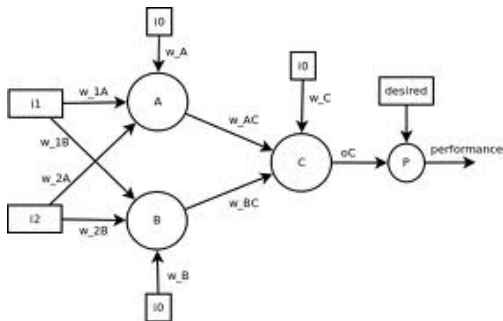 i0
w_A
i1
w_1A
A
w_1B
w_AC
i0
w_C
desired
C
oC
P
performance
w_2A
i2
w_2B
B
w_BC
w_B
i0